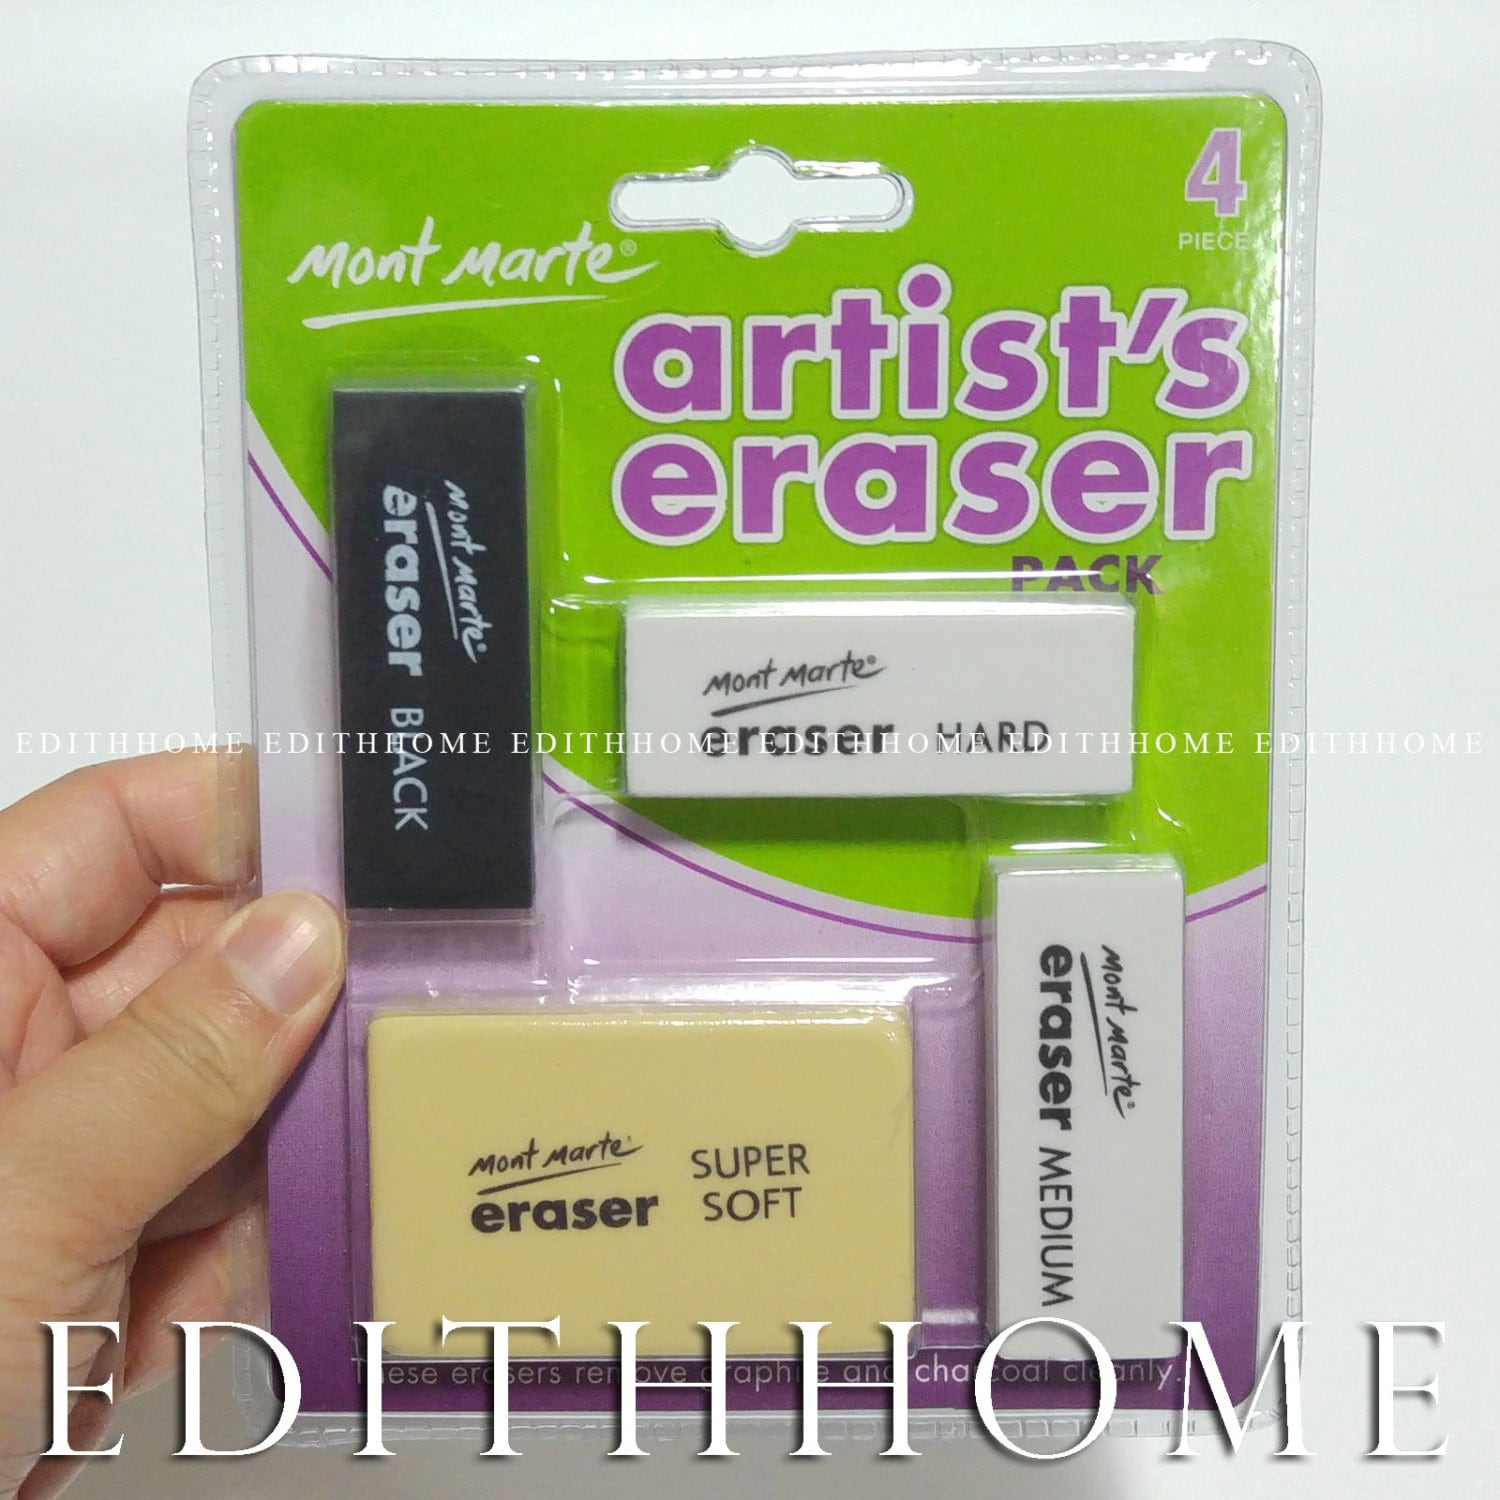 4
PIECE
Mont Marte®
artist's
eraser
PACK
Mont Marte®
eraser BLACK
Mont Marte®
eraser HARD
EDITHHOME EDITHHOME EDITHHOME EDITHHOME EDITHHOME EDITHHOME
Mont Marte®
eraser MEDIUM
Mont Marte®
eraser
SUPER
SOFT
These erasers remove graphite and charcoal cleanly.
EDITHHOME